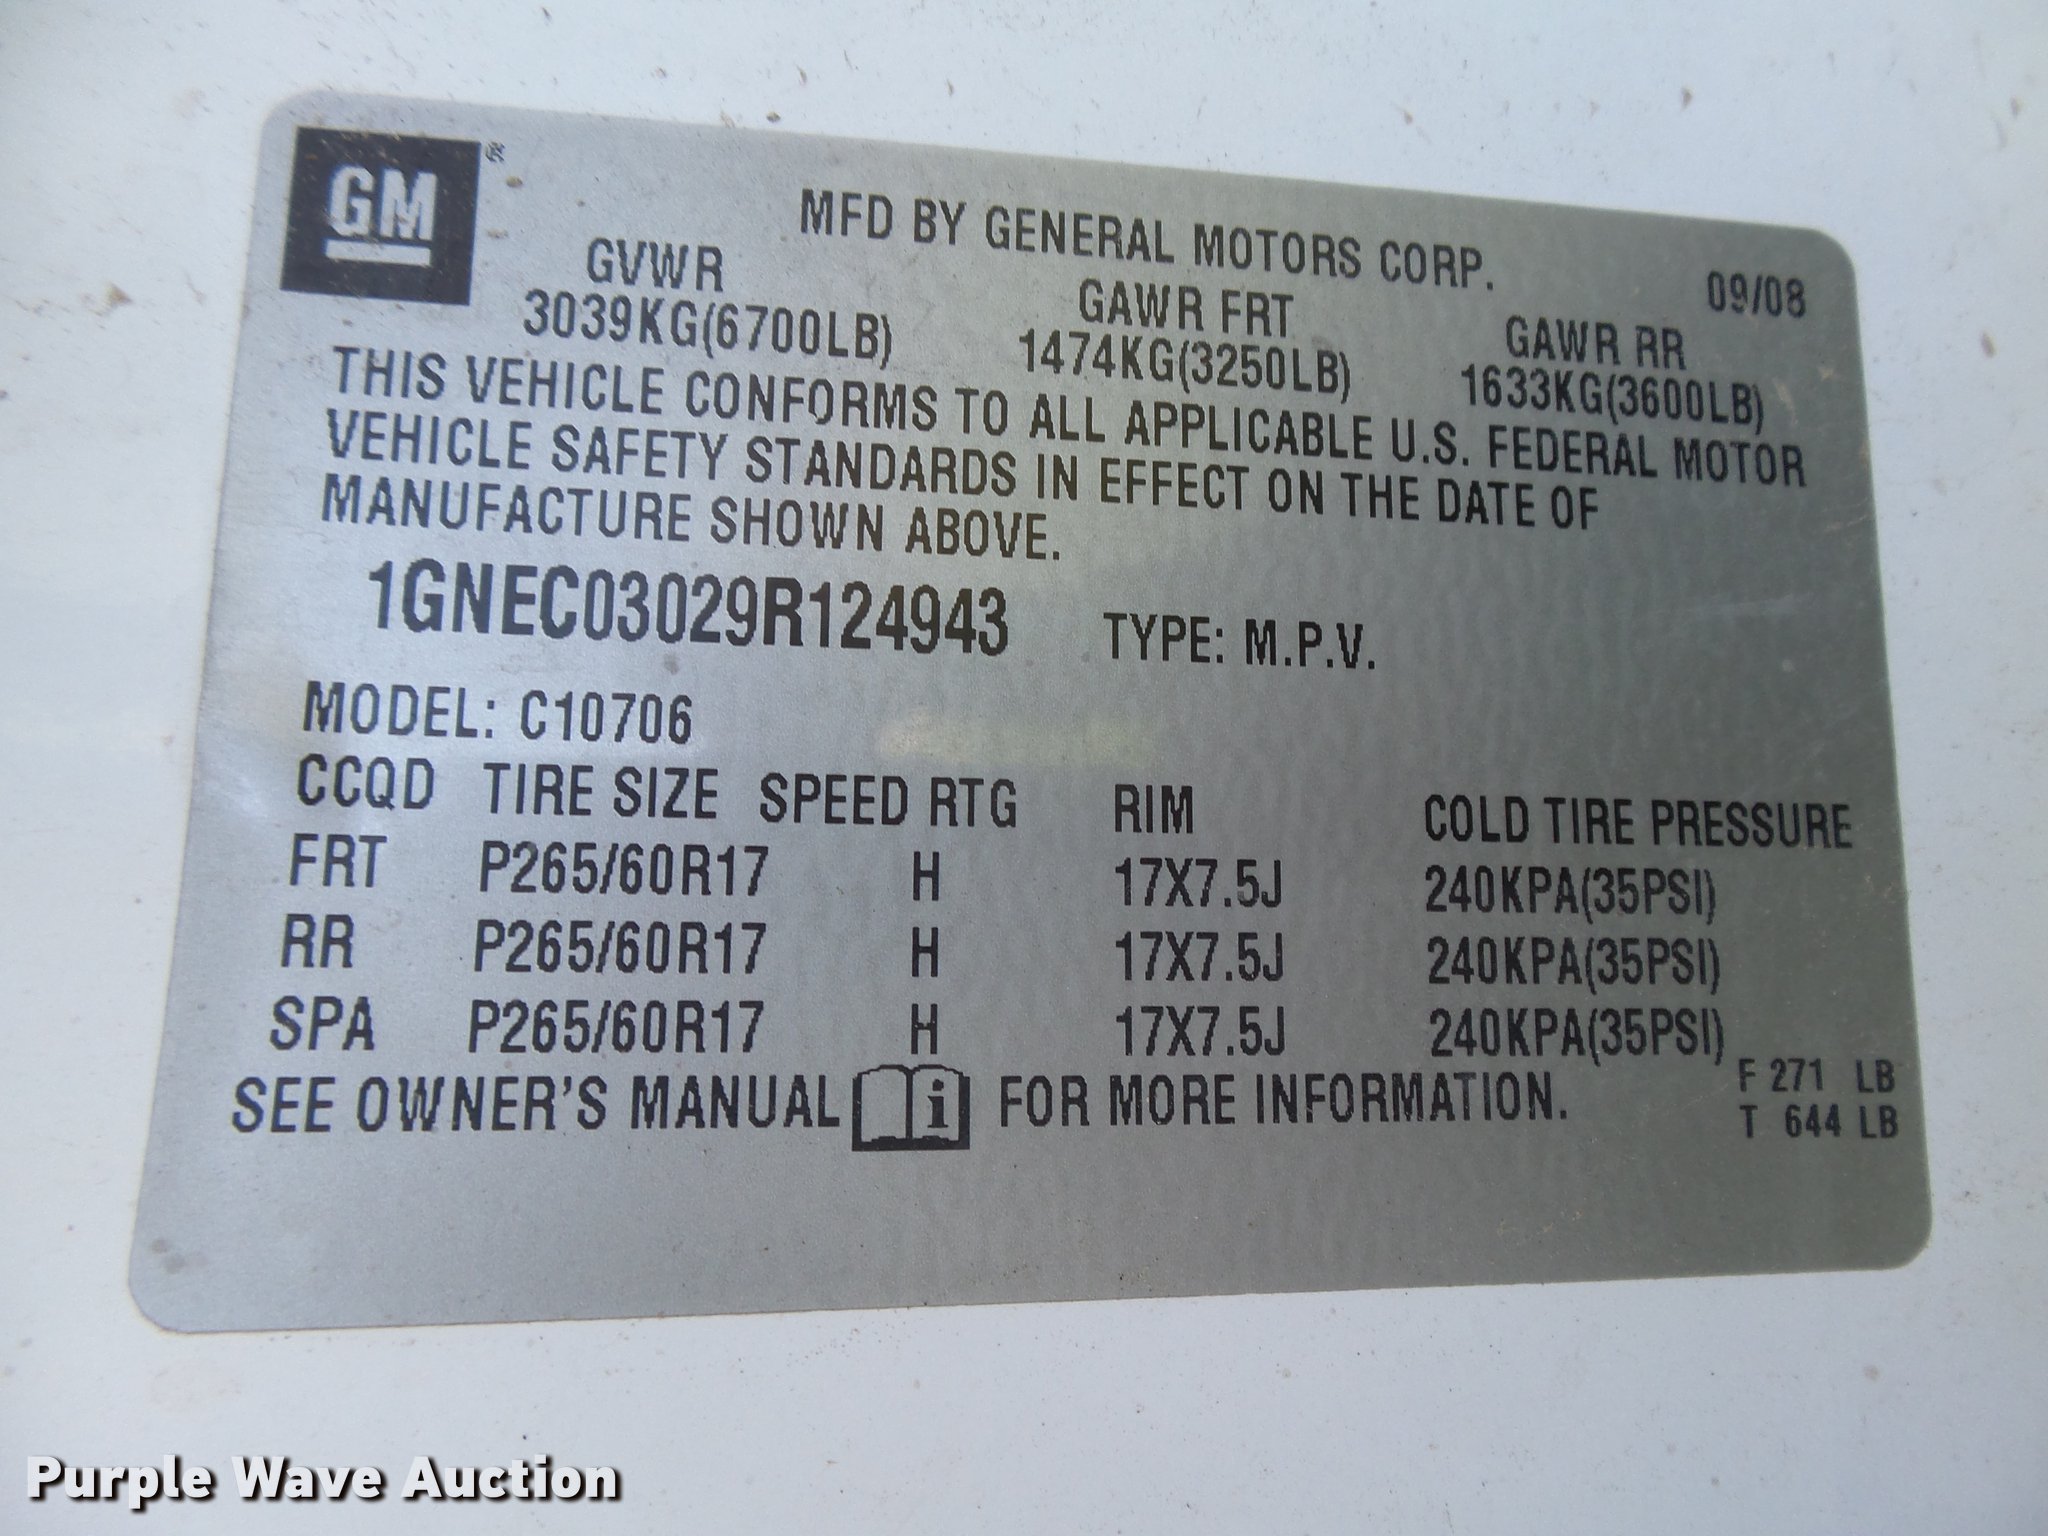 GM
MFD BY GENERAL MOTORS CORP.
09/08
GVWR GAWR FRT GAWR RR
3039KG(6700LB) 1474KG(3250LB) 1633KG(3600LB)
THIS VEHICLE CONFORMS TO ALL APPLICABLE U.S. FEDERAL MOTOR
VEHICLE SAFETY STANDARDS IN EFFECT ON THE DATE OF
MANUFACTURE SHOWN ABOVE.
1GNEC03029R124943 TYPE: M.P.V.
MODEL: C10706
CCQD TIRE SIZE SPEED RTG RIM COLD TIRE PRESSURE
FRT P265/60R17 H 17X7.5J 240KPA(35PSI)
RR P265/60R17 H 17X7.5J 240KPA(35PSI)
SPA P265/60R17 H 17X7.5J 240KPA(35PSI)
SEE OWNER'S MANUAL i FOR MORE INFORMATION.
F 271 LB
T 644 LB
Purple Wave Auction